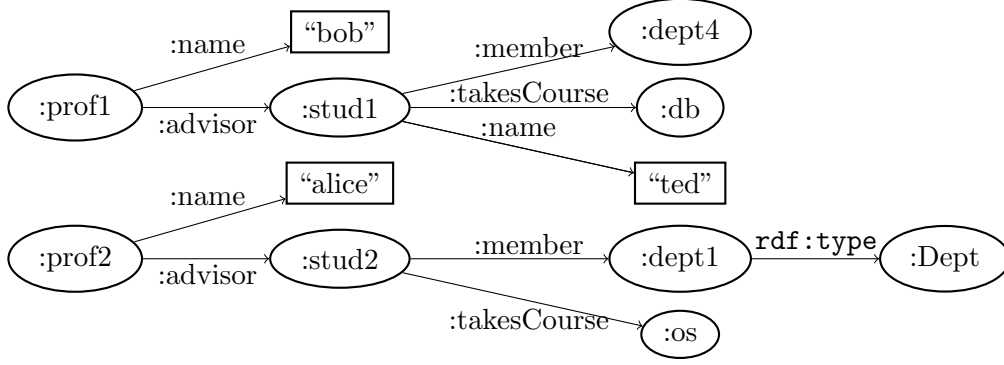 :name “bob” :member :dept4
:prof1 :advisor :stud1 :takesCourse :db
:name “ted”
:name “alice”
:prof2 :advisor :stud2 :member :dept1 rdf:type :Dept
:takesCourse :os